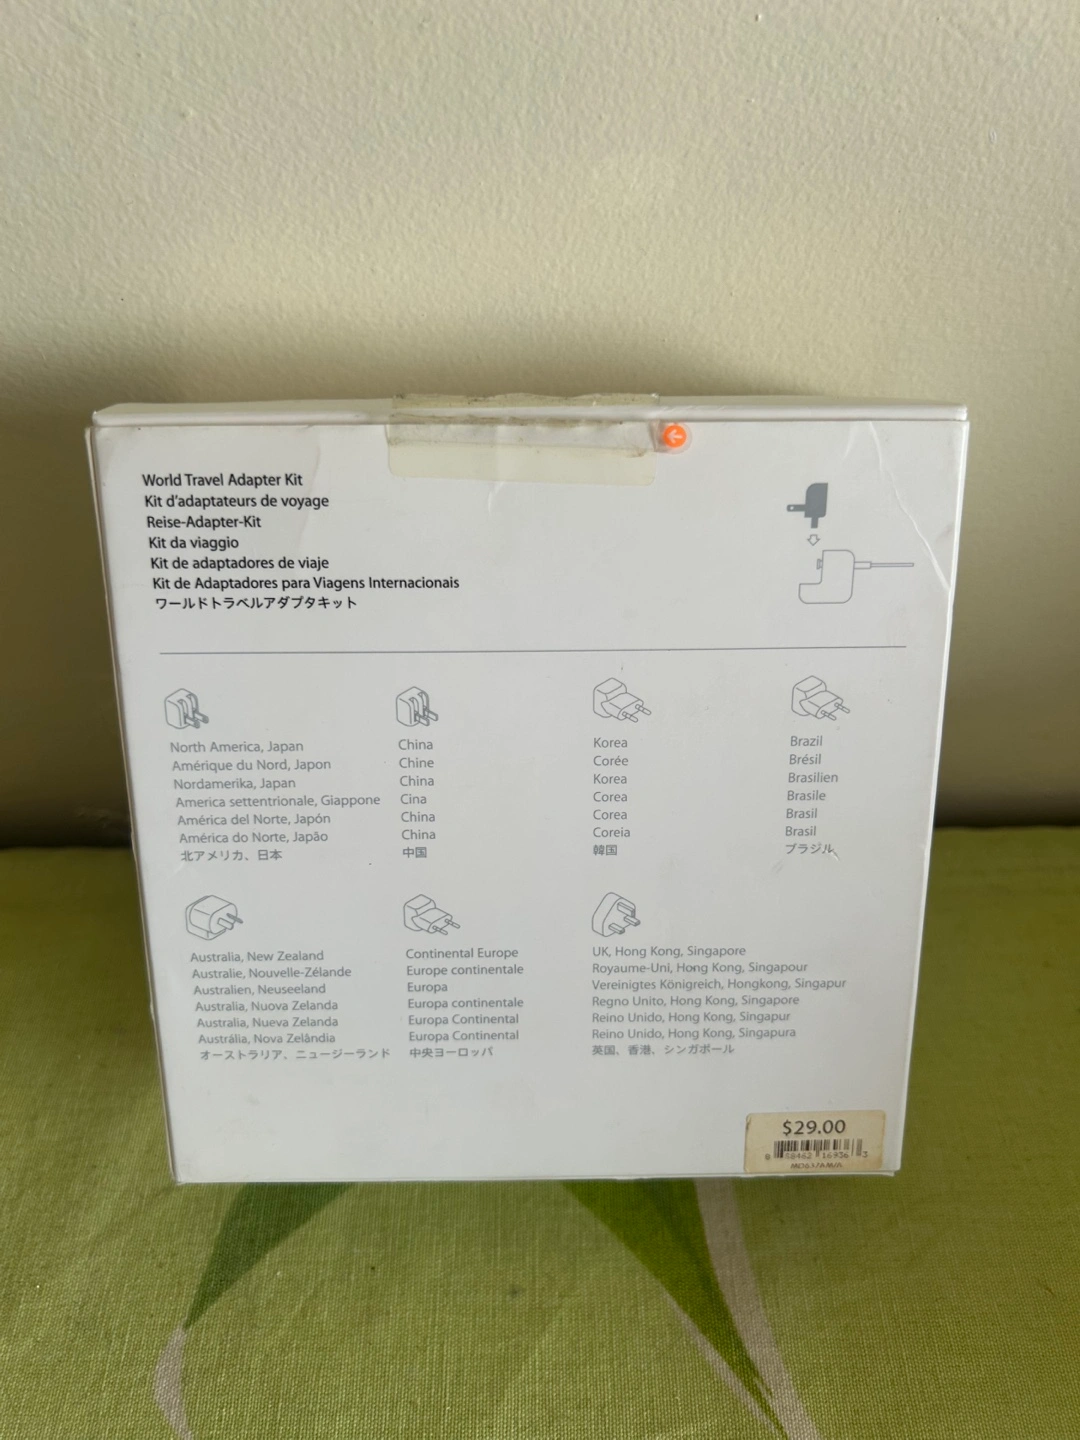 World Travel Adapter Kit
Kit d'adaptateurs de voyage
Reise-Adapter-Kit
Kit da viaggio
Kit de adaptadores de viaje
Kit de Adaptadores para Viagens Internacionais
ワールドトラベルアダプタキット
North America, Japan
Amérique du Nord, Japon
Nordamerika, Japan
America settentrionale, Giappone
América del Norte, Japón
América do Norte, Japão
北アメリカ、日本
China
Chine
China
Cina
China
China
中国
Korea
Corée
Korea
Corea
Corea
Coreia
韓国
Brazil
Brésil
Brasilien
Brasile
Brasil
Brasil
ブラジル
Australia, New Zealand
Australie, Nouvelle-Zélande
Australien, Neuseeland
Australia, Nuova Zelanda
Australia, Nueva Zelanda
Austrália, Nova Zelândia
オーストラリア、ニュージーランド
Continental Europe
Europe continentale
Europa
Europa continentale
Europa Continental
Europa Continental
中央ヨーロッパ
UK, Hong Kong, Singapore
Royaume-Uni, Hong Kong, Singapour
Vereinigtes Königreich, Hongkong, Singapur
Regno Unito, Hong Kong, Singapore
Reino Unido, Hong Kong, Singapur
Reino Unido, Hong Kong, Singapura
英国、香港、シンガポール
$29.00